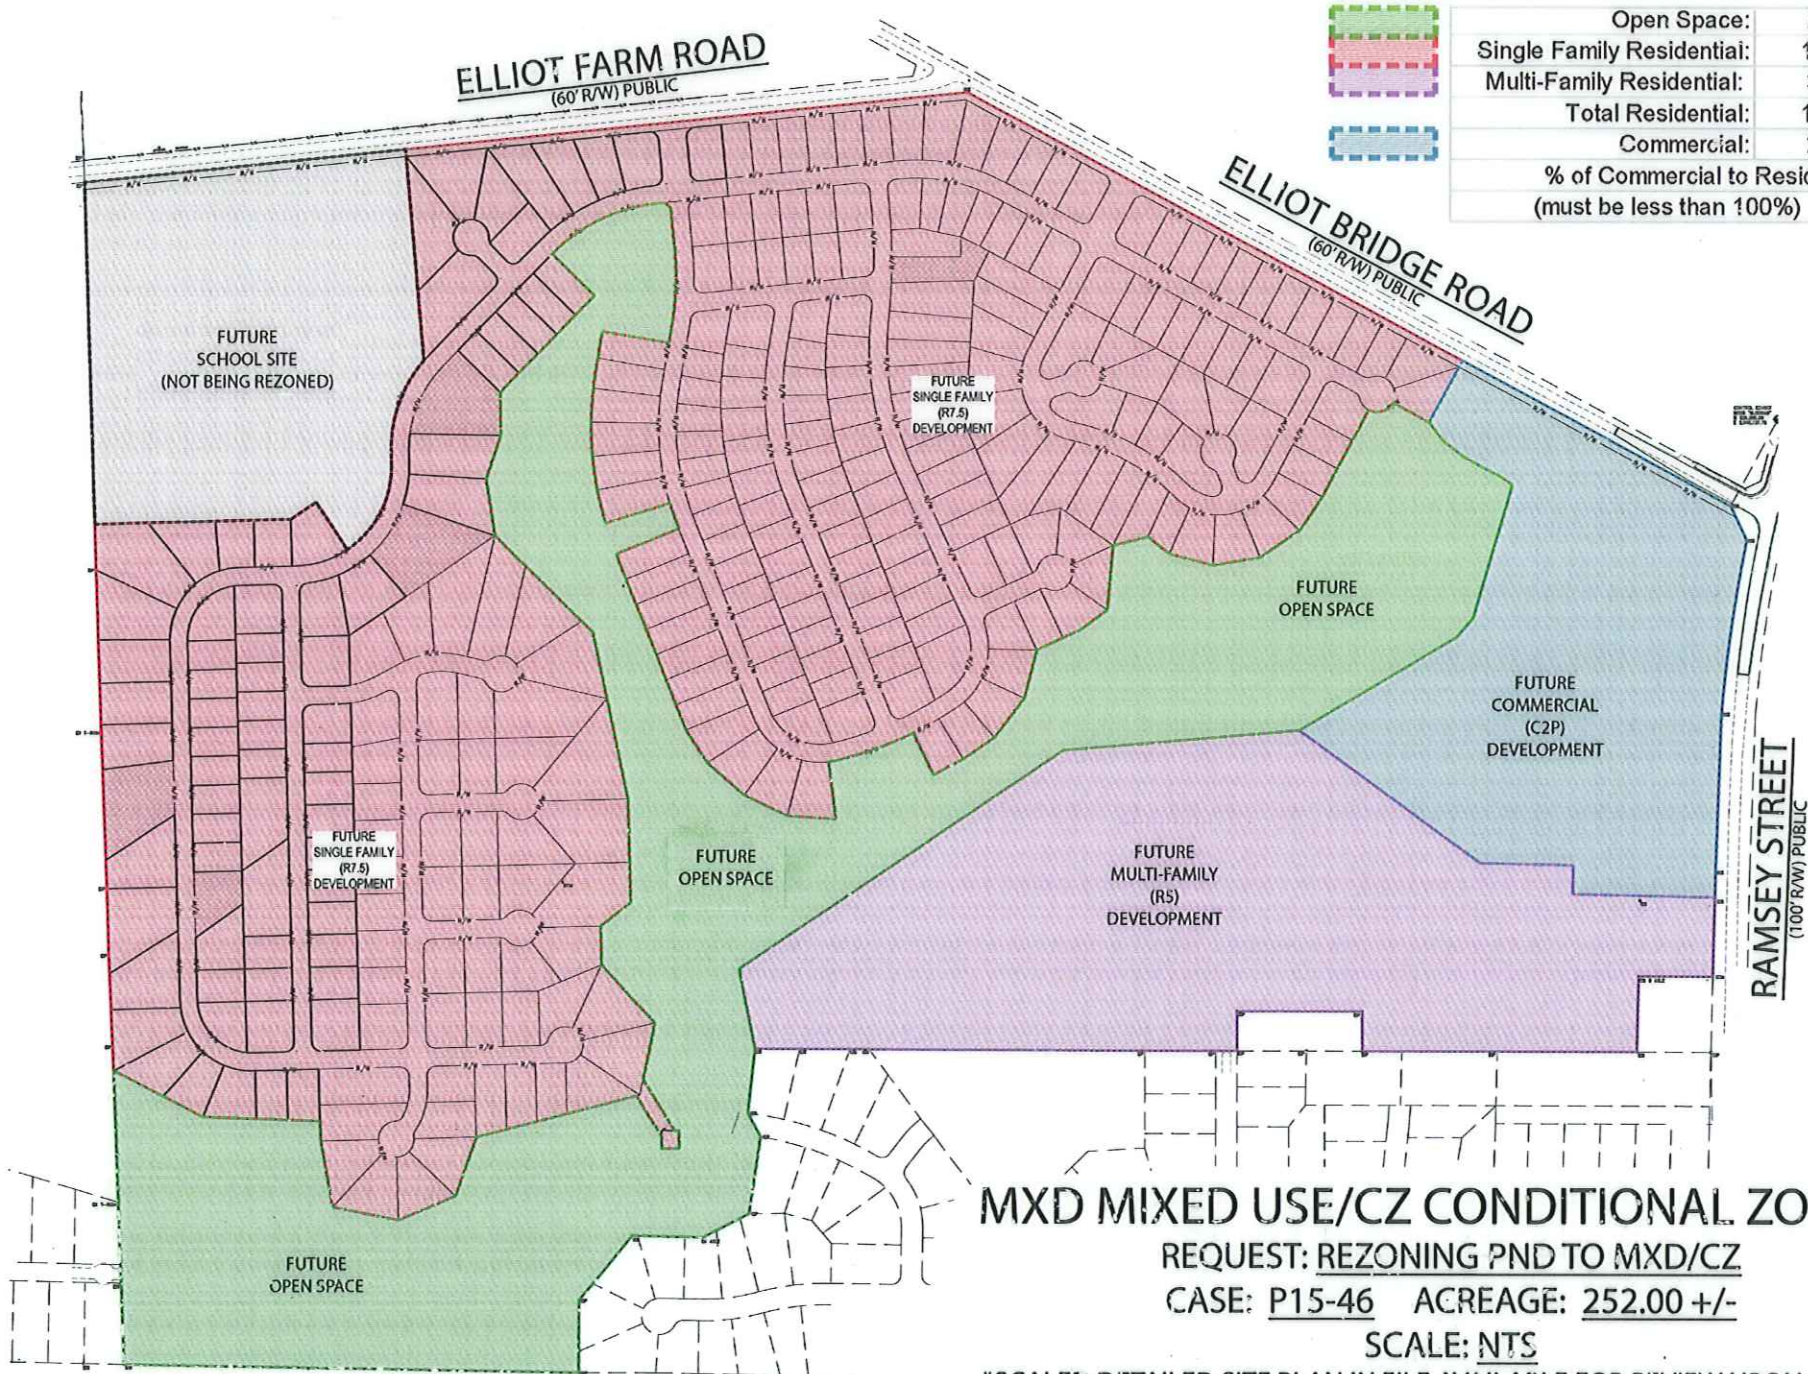 Open Space:
Single Family Residential:
Multi-Family Residential:
Total Residential:
Commercial:
% of Commercial to Resid
(must be less than 100%)
ELLIOT FARM ROAD
(60' R/W) PUBLIC
ELLIOT BRIDGE ROAD
(60' R/W) PUBLIC
FUTURE
SCHOOL SITE
(NOT BEING REZONED)
FUTURE
SINGLE FAMILY
(R7.5)
DEVELOPMENT
FUTURE
OPEN SPACE
FUTURE
COMMERCIAL
(C2P)
DEVELOPMENT
RAMSEY STREET
(100' R/W) PUBLIC
FUTURE
SINGLE FAMILY
(R7.5)
DEVELOPMENT
FUTURE
OPEN SPACE
FUTURE
MULTI-FAMILY
(R5)
DEVELOPMENT
FUTURE
OPEN SPACE
MXD MIXED USE/CZ CONDITIONAL ZO
REQUEST: REZONING PND TO MXD/CZ
CASE: P15-46 ACREAGE: 252.00 +/-
SCALE: NTS